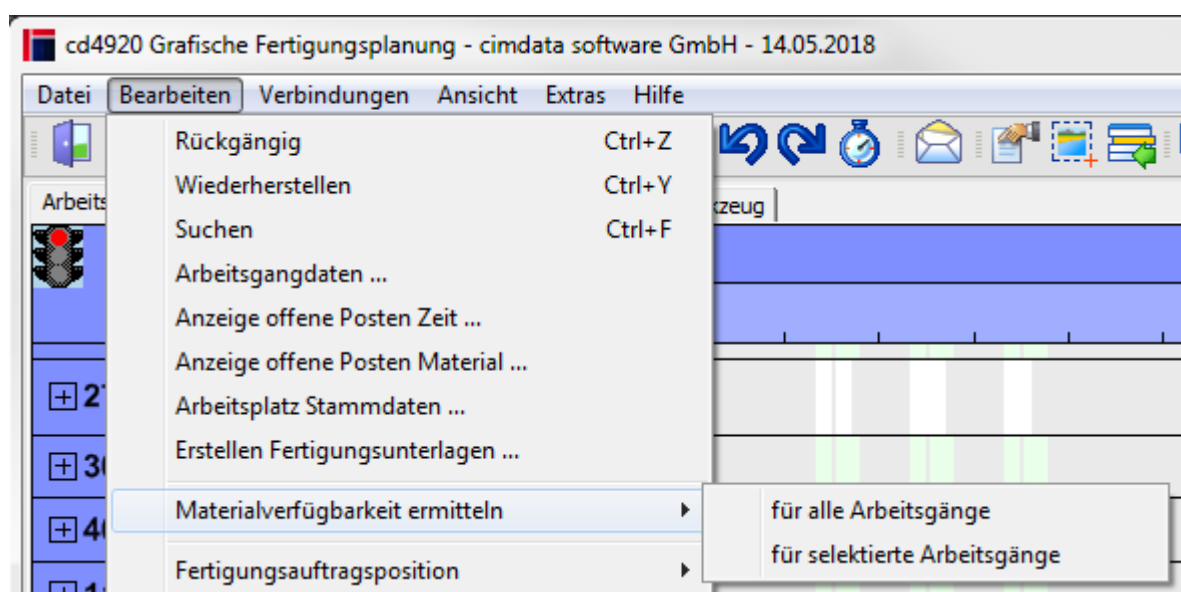 cd4920 Grafische Fertigungsplanung - cimdata software GmbH - 14.05.2018
Datei Bearbeiten Verbindungen Ansicht Extras Hilfe
Rückgängig Ctrl+Z
Wiederherstellen Ctrl+Y
Suchen Ctrl+F
Arbeitsgangdaten ...
Anzeige offene Posten Zeit ...
Anzeige offene Posten Material ...
Arbeitsplatz Stammdaten ...
Erstellen Fertigungsunterlagen ...
Materialverfügbarkeit ermitteln
für alle Arbeitsgänge
für selektierte Arbeitsgänge
Fertigungsauftragsposition